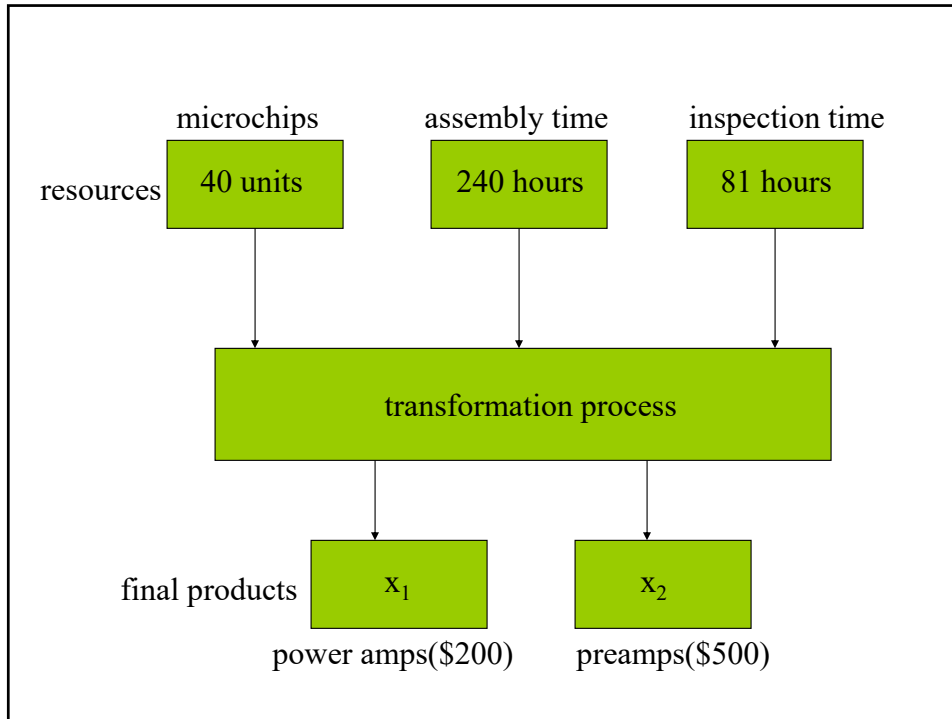 microchips assembly time inspection time
resources 40 units 240 hours 81 hours
transformation process
final products x₁ x₂
power amps($200) preamps($500)